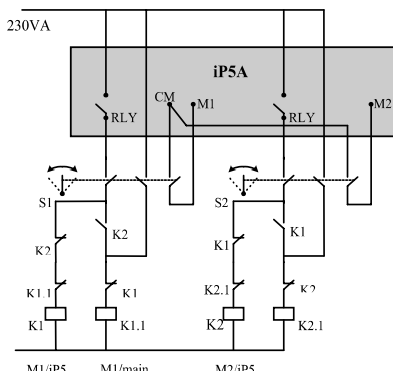 230VA
iP5A
CM
M1
M2
RLY
RLY
S1
S2
K2
K1
K2
K1
K1.1
K1
K2.1
K2
K1
K1.1
K2
K2.1
M1/iP5
M1/main
M2/iP5